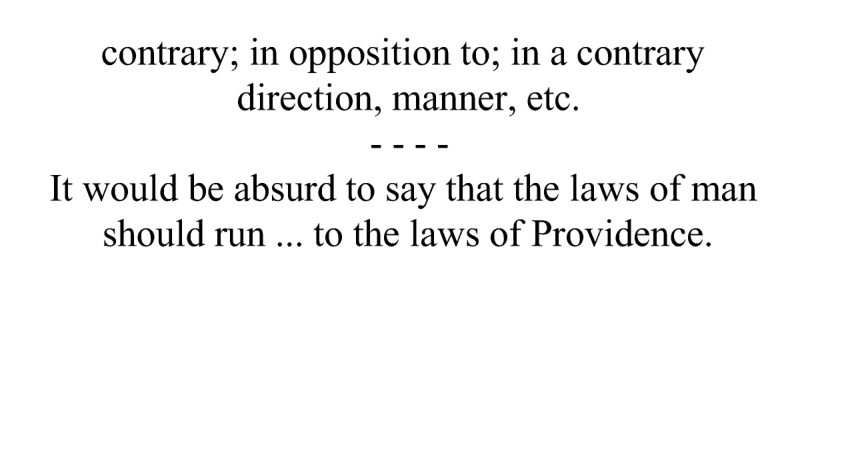 contrary; in opposition to; in a contrary
direction, manner, etc.
- - - -
It would be absurd to say that the laws of man
should run ... to the laws of Providence.